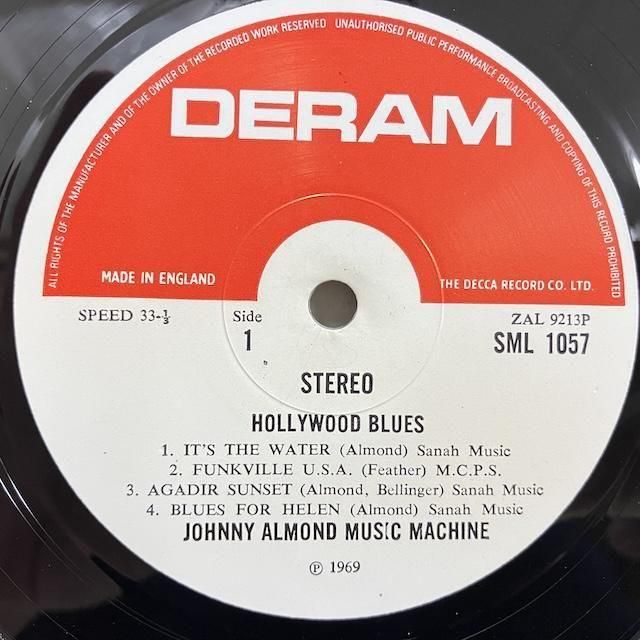 ALL RIGHTS OF THE MANUFACTURER AND OF THE OWNER OF THE RECORDED WORK RESERVED UNAUTHORISED PUBLIC PERFORMANCE BROADCASTING AND COPYING OF THIS RECORD PROHIBITED
DERAM
MADE IN ENGLAND
THE DECCA RECORD CO. LTD.
SPEED 33-⅓
Side
1
ZAL 9213P
SML 1057
STEREO
HOLLYWOOD BLUES
1. IT'S THE WATER (Almond) Sanah Music
2. FUNKVILLE U.S.A. (Feather) M.C.P.S.
3. AGADIR SUNSET (Almond, Bellinger) Sanah Music
4. BLUES FOR HELEN (Almond) Sanah Music
JOHNNY ALMOND MUSIC MACHINE
℗ 1969